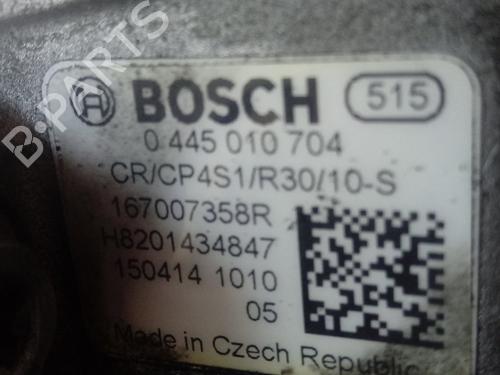 BOSCH 515
0 445 010 704
CR/CP4S1/R30/10-S
167007358R
H8201434847
150414 1010
05
Made in Czech Republic
B-PARTS